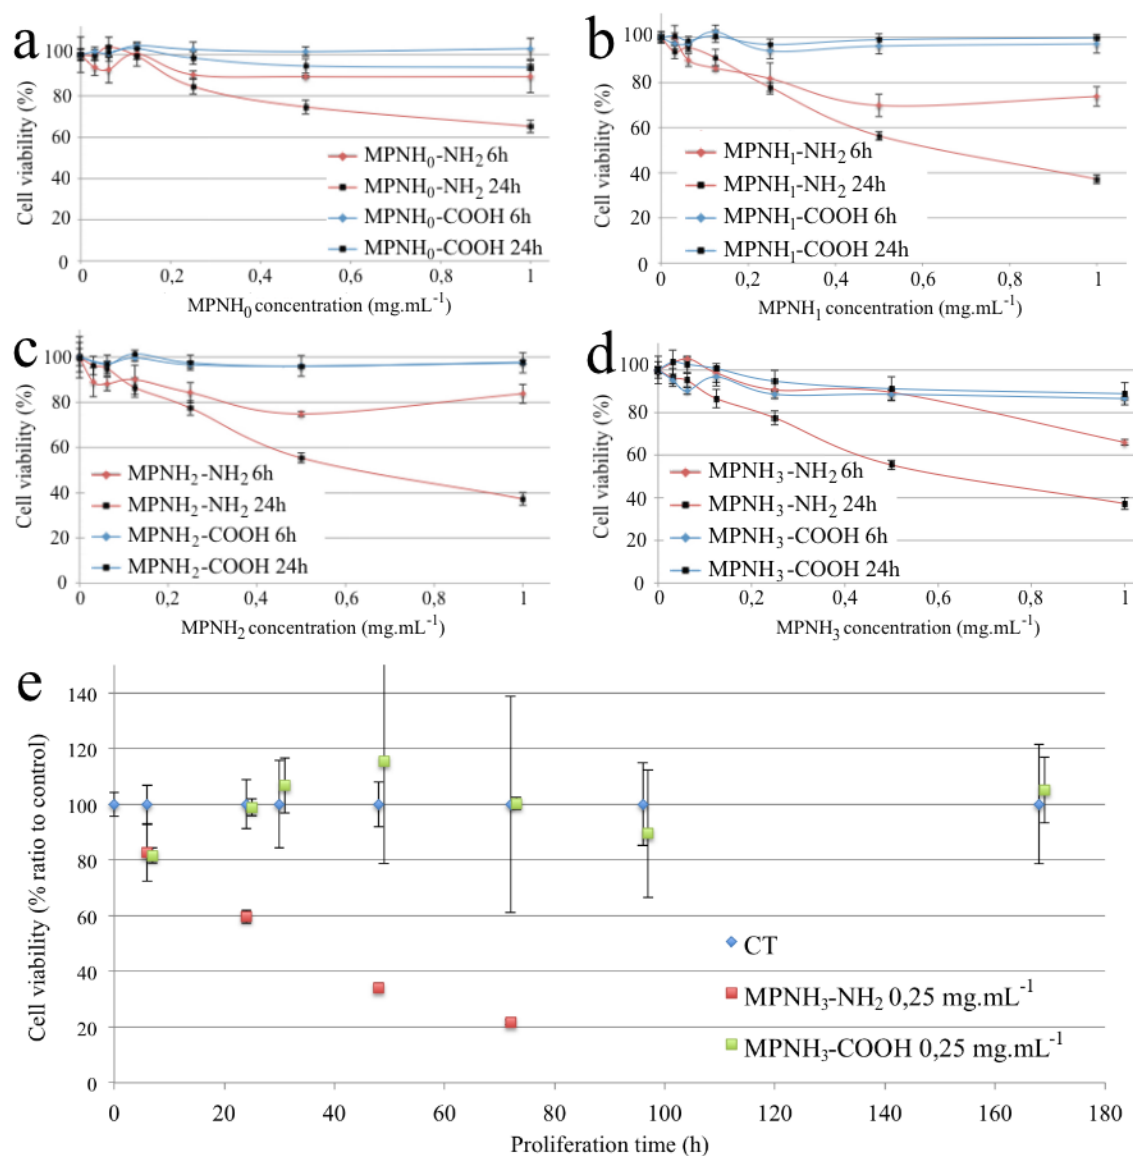 a
Cell viability (%)
100
80
60
40
20
0
MPNH0-NH2 6h
MPNH0-NH2 24h
MPNH0-COOH 6h
MPNH0-COOH 24h
0 0,2 0,4 0,6 0,8 1
MPNH0 concentration (mg.mL-1)
b
Cell viability (%)
100
80
60
40
20
0
MPNH1-NH2 6h
MPNH1-NH2 24h
MPNH1-COOH 6h
MPNH1-COOH 24h
0 0,2 0,4 0,6 0,8 1
MPNH1 concentration (mg.mL-1)
c
Cell viability (%)
100
80
60
40
20
0
MPNH2-NH2 6h
MPNH2-NH2 24h
MPNH2-COOH 6h
MPNH2-COOH 24h
0 0,2 0,4 0,6 0,8 1
MPNH2 concentration (mg.mL-1)
d
Cell viability (%)
100
80
60
40
20
0
MPNH3-NH2 6h
MPNH3-NH2 24h
MPNH3-COOH 6h
MPNH3-COOH 24h
0 0,2 0,4 0,6 0,8 1
MPNH3 concentration (mg.mL-1)
e
Cell viability (% ratio to control)
140
120
100
80
60
40
20
0
CT
MPNH3-NH2 0,25 mg.mL-1
MPNH3-COOH 0,25 mg.mL-1
0 20 40 60 80 100 120 140 160 180
Proliferation time (h)